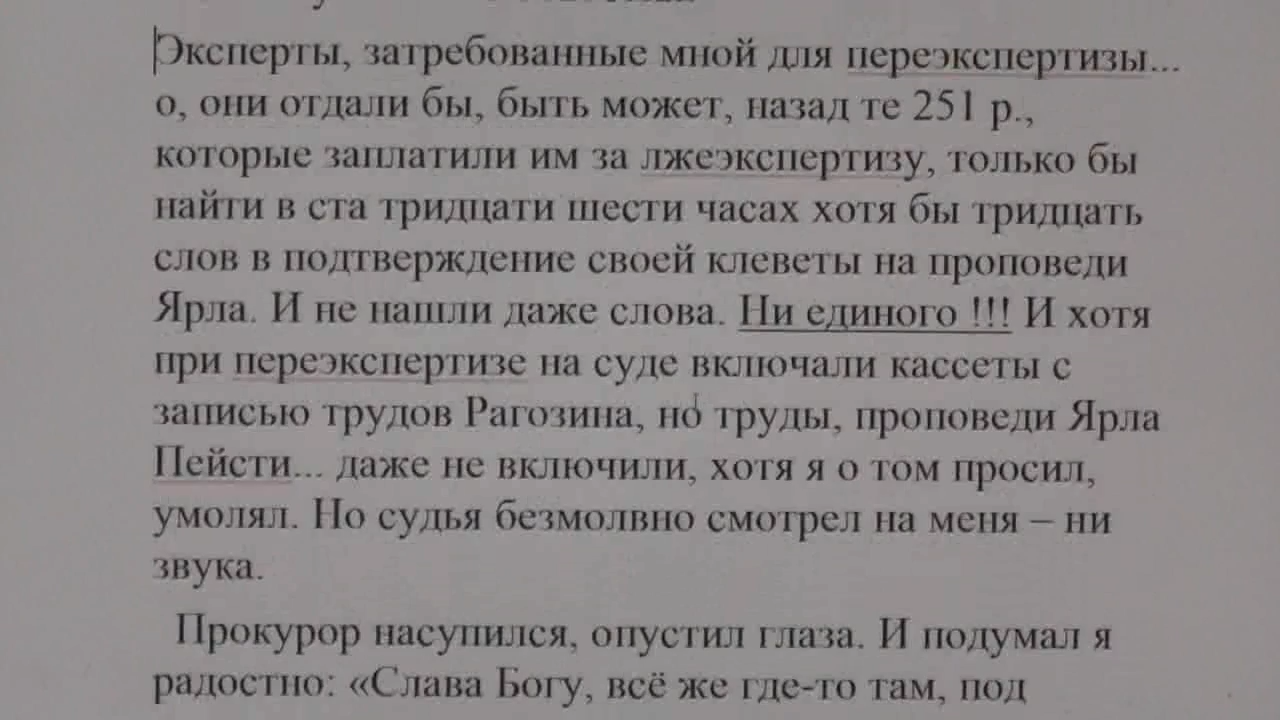 Эксперты, затребованные мной для переэкспертизы...
о, они отдали бы, быть может, назад те 251 р.,
которые заплатили им за лжеэкспертизу, только бы
найти в ста тридцати шести часах хотя бы тридцать
слов в подтверждение своей клеветы на проповеди
Ярла. И не нашли даже слова. Ни единого !!! И хотя
при переэкспертизе на суде включали кассеты с
записью трудов Рагозина, но труды, проповеди Ярла
Пейсти... даже не включили, хотя я о том просил,
умолял. Но судья безмолвно смотрел на меня – ни
звука.
Прокурор насупился, опустил глаза. И подумал я
радостно: «Слава Богу, всё же где-то там, под